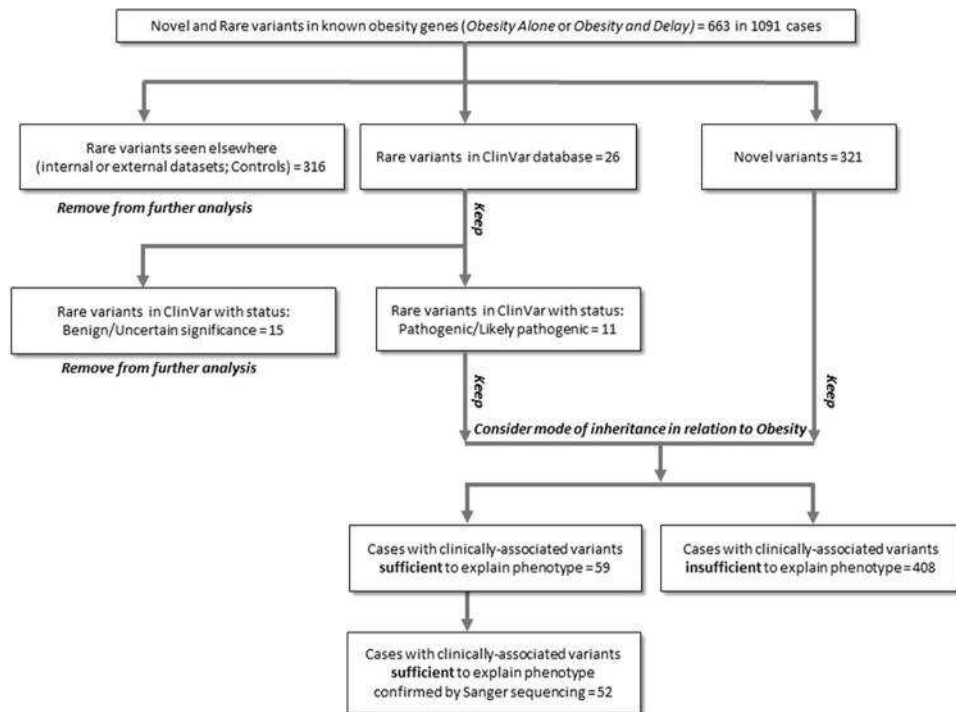 Novel and Rare variants in known obesity genes (Obesity Alone or Obesity and Delay) = 663 in 1091 cases
Rare variants seen elsewhere
(internal or external datasets; Controls) = 316
Remove from further analysis
Rare variants in ClinVar database = 26
Novel variants = 321
Keep
Rare variants in ClinVar with status:
Benign/Uncertain significance = 15
Remove from further analysis
Rare variants in ClinVar with status:
Pathogenic/Likely pathogenic = 11
Keep
Keep
Consider mode of inheritance in relation to Obesity
Cases with clinically-associated variants
sufficient to explain phenotype = 59
Cases with clinically-associated variants
insufficient to explain phenotype = 408
Cases with clinically-associated variants
sufficient to explain phenotype
confirmed by Sanger sequencing = 52